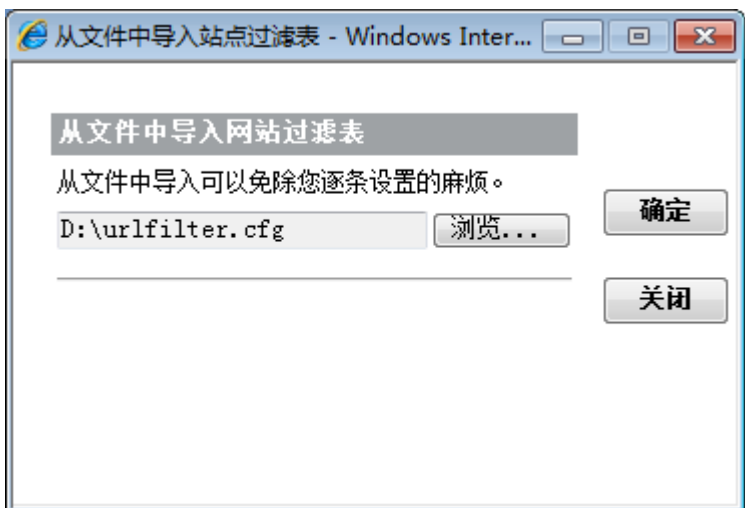 从文件中导入站点过滤表 - Windows Inter...
从文件中导入网站过滤表
从文件中导入可以免除您逐条设置的麻烦。
D:\urlfilter.cfg
浏览...
确定
关闭